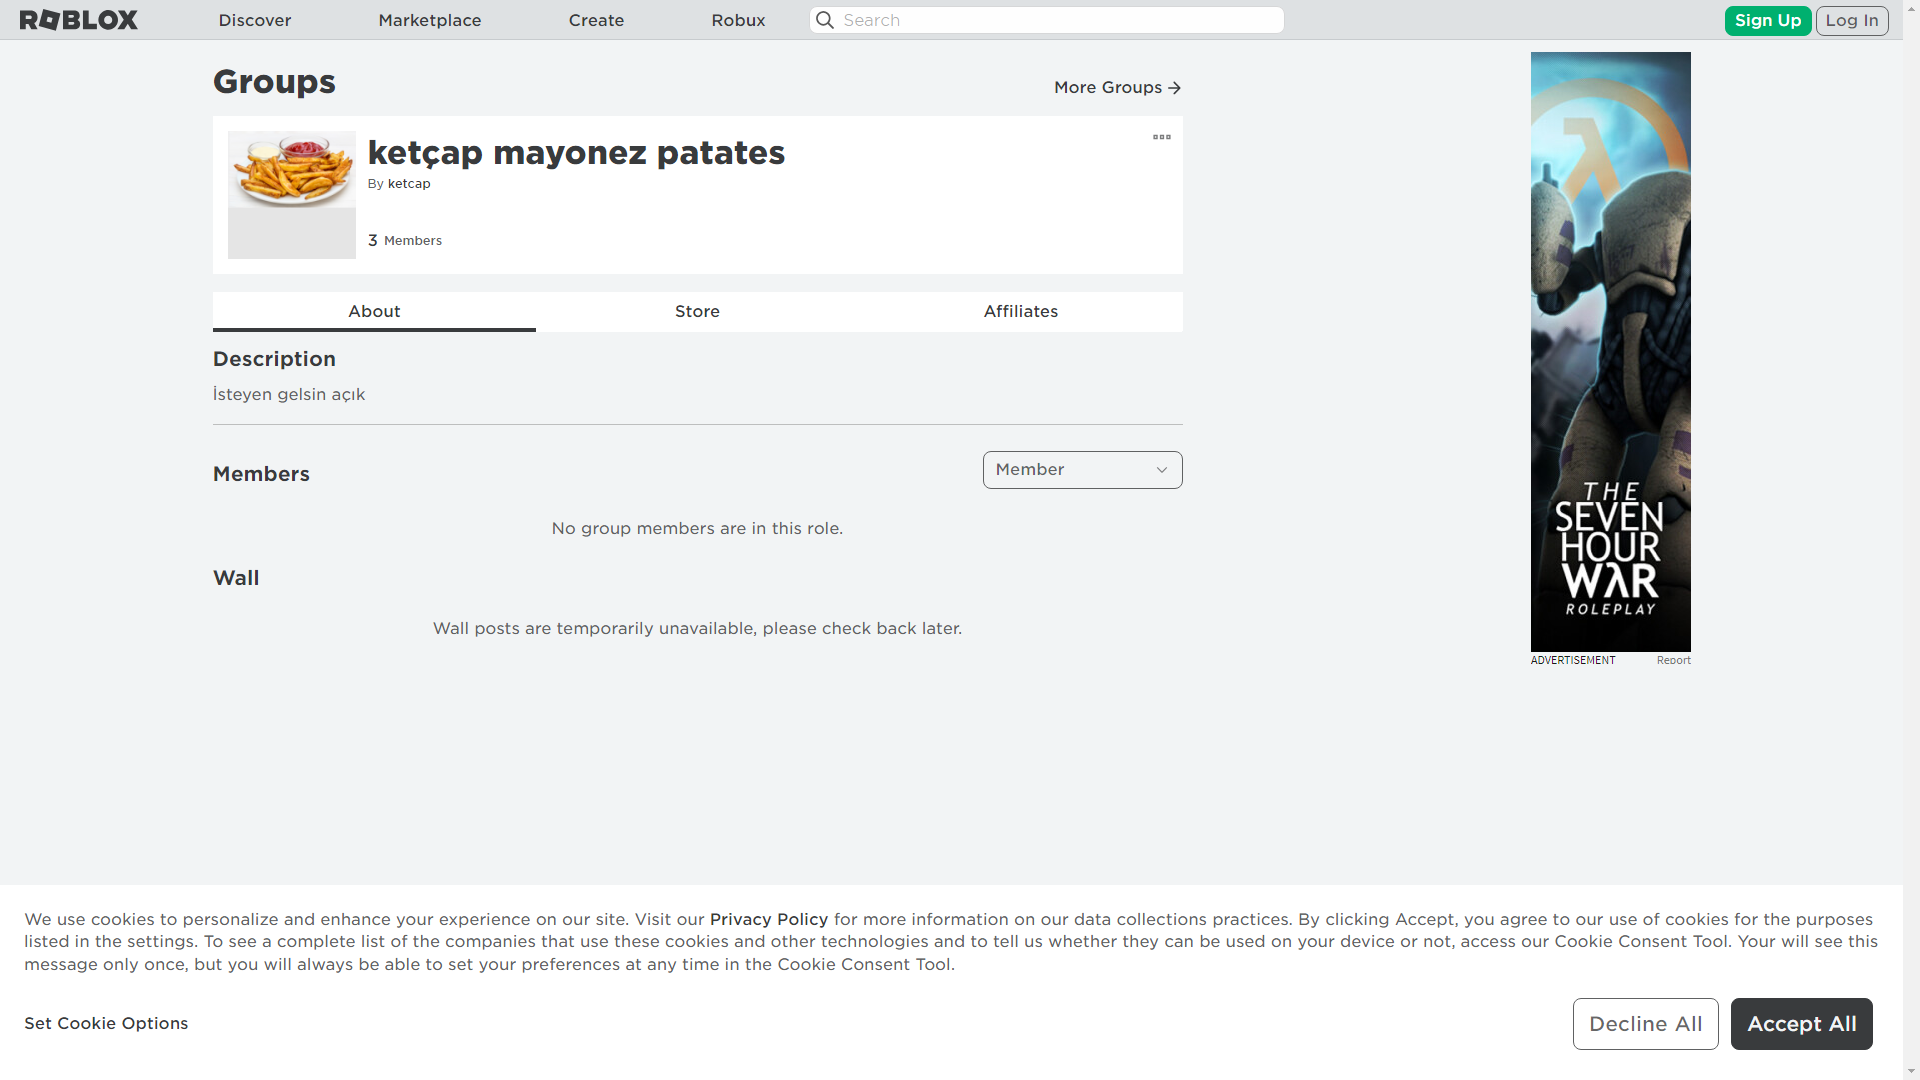 ROBLOX
Discover
Marketplace
Create
Robux
Search
Sign Up
Log In
Groups
More Groups
ketçap mayonez patates
By ketcap
3 Members
About
Store
Affiliates
Description
İsteyen gelsin açık
Members
Member
No group members are in this role.
Wall
Wall posts are temporarily unavailable, please check back later.
THE
SEVEN
HOUR
WλR
ROLEPLAY
ADVERTISEMENT
Report
We use cookies to personalize and enhance your experience on our site. Visit our Privacy Policy for more information on our data collections practices. By clicking Accept, you agree to our use of cookies for the purposes
listed in the settings. To see a complete list of the companies that use these cookies and other technologies and to tell us whether they can be used on your device or not, access our Cookie Consent Tool. Your will see this
message only once, but you will always be able to set your preferences at any time in the Cookie Consent Tool.
Set Cookie Options
Decline All
Accept All